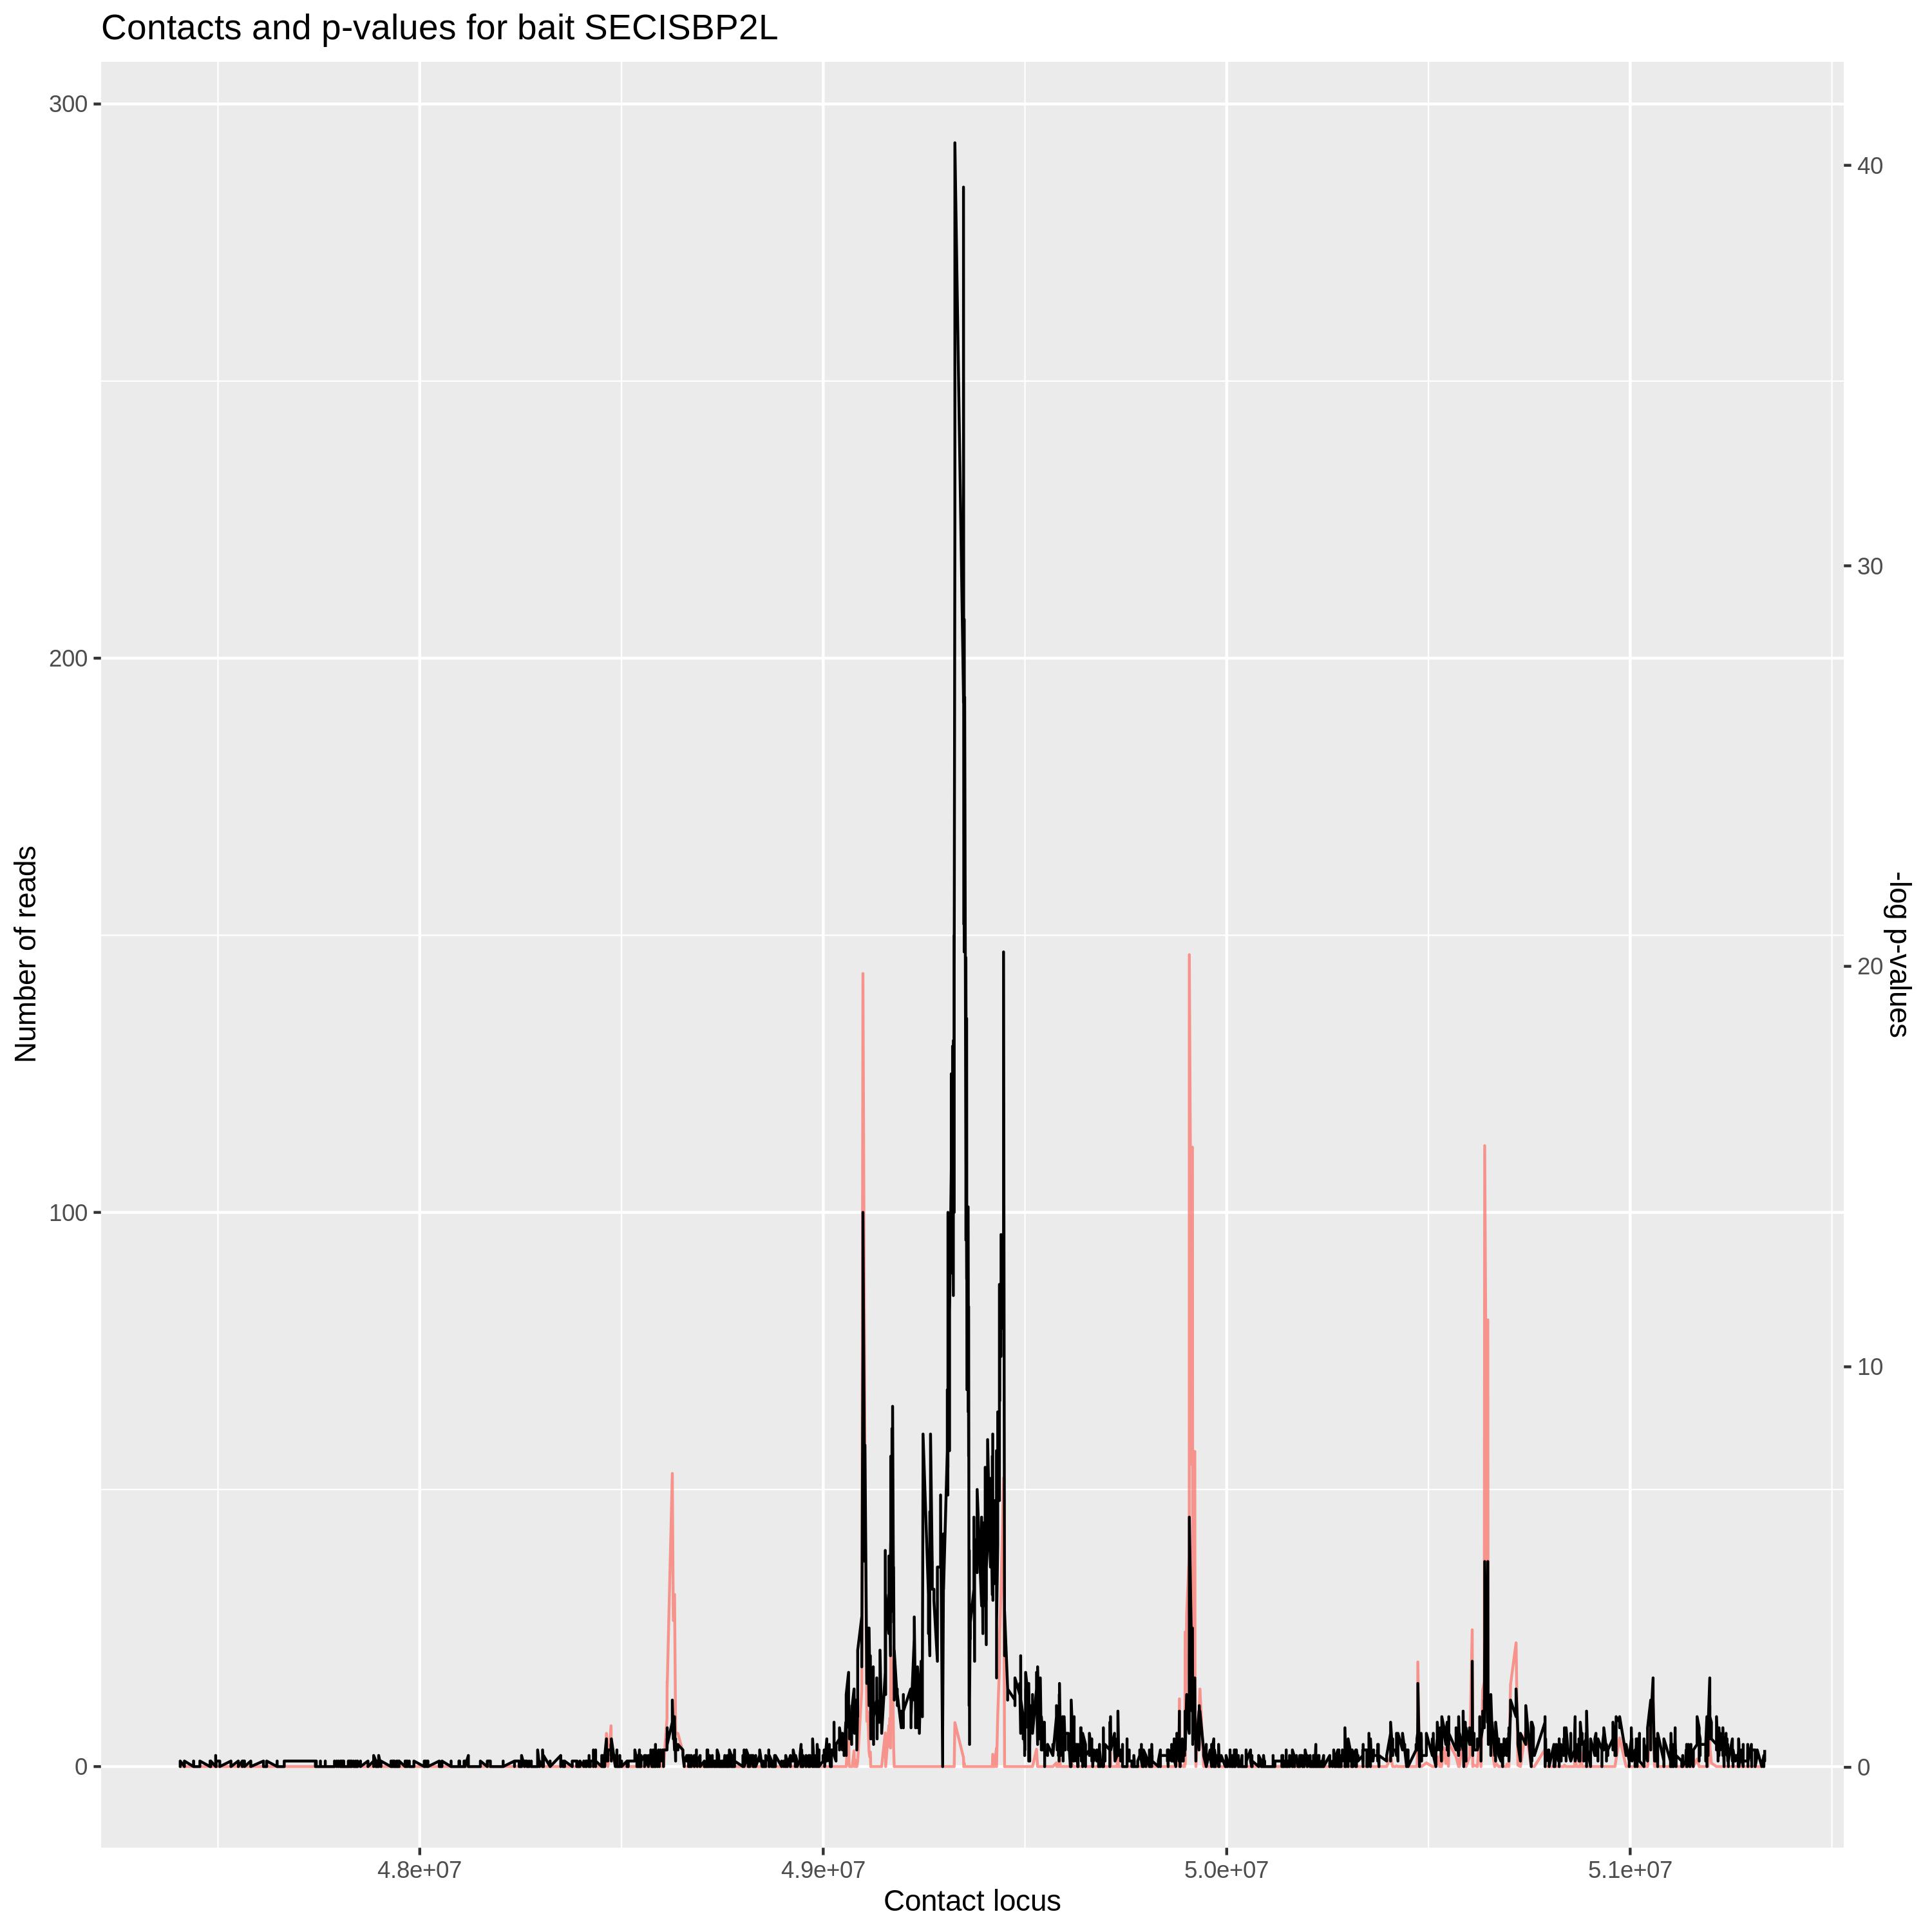 Contacts and p-values for bait SECISBP2L
300
200
100
0
Number of reads
40
30
20
10
0
-log p-values
4.8e+07
4.9e+07
5.0e+07
5.1e+07
Contact locus